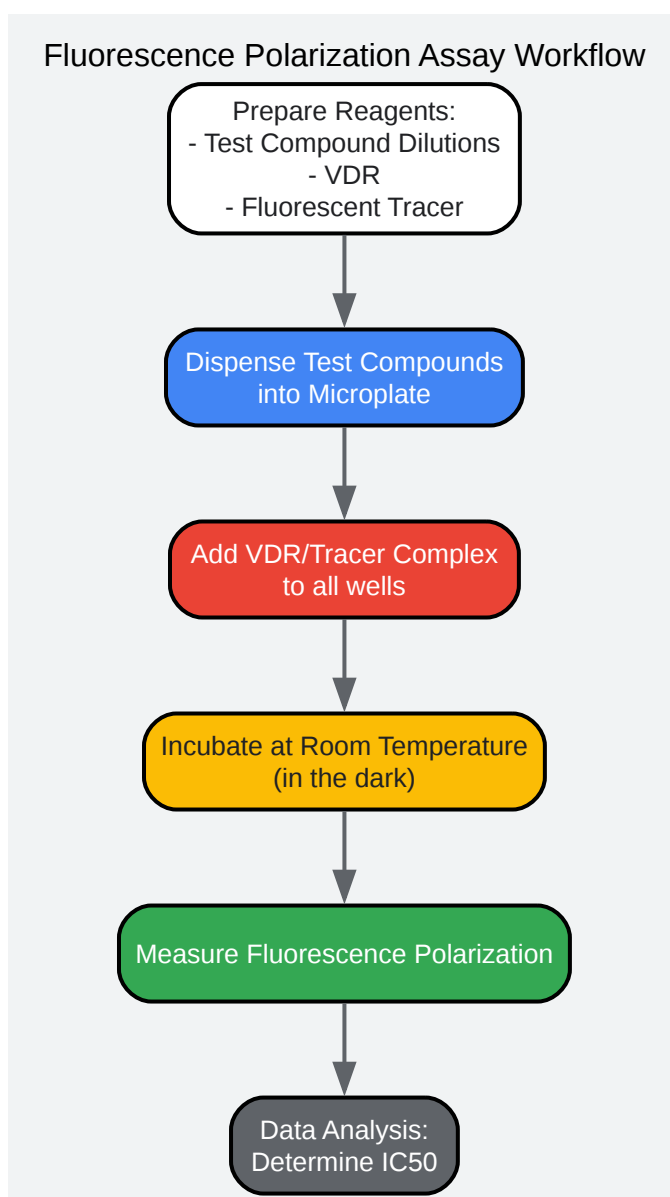 Fluorescence Polarization Assay Workflow
Prepare Reagents:
- Test Compound Dilutions
- VDR
- Fluorescent Tracer
Dispense Test Compounds
into Microplate
Add VDR/Tracer Complex
to all wells
Incubate at Room Temperature
(in the dark)
Measure Fluorescence Polarization
Data Analysis:
Determine IC50